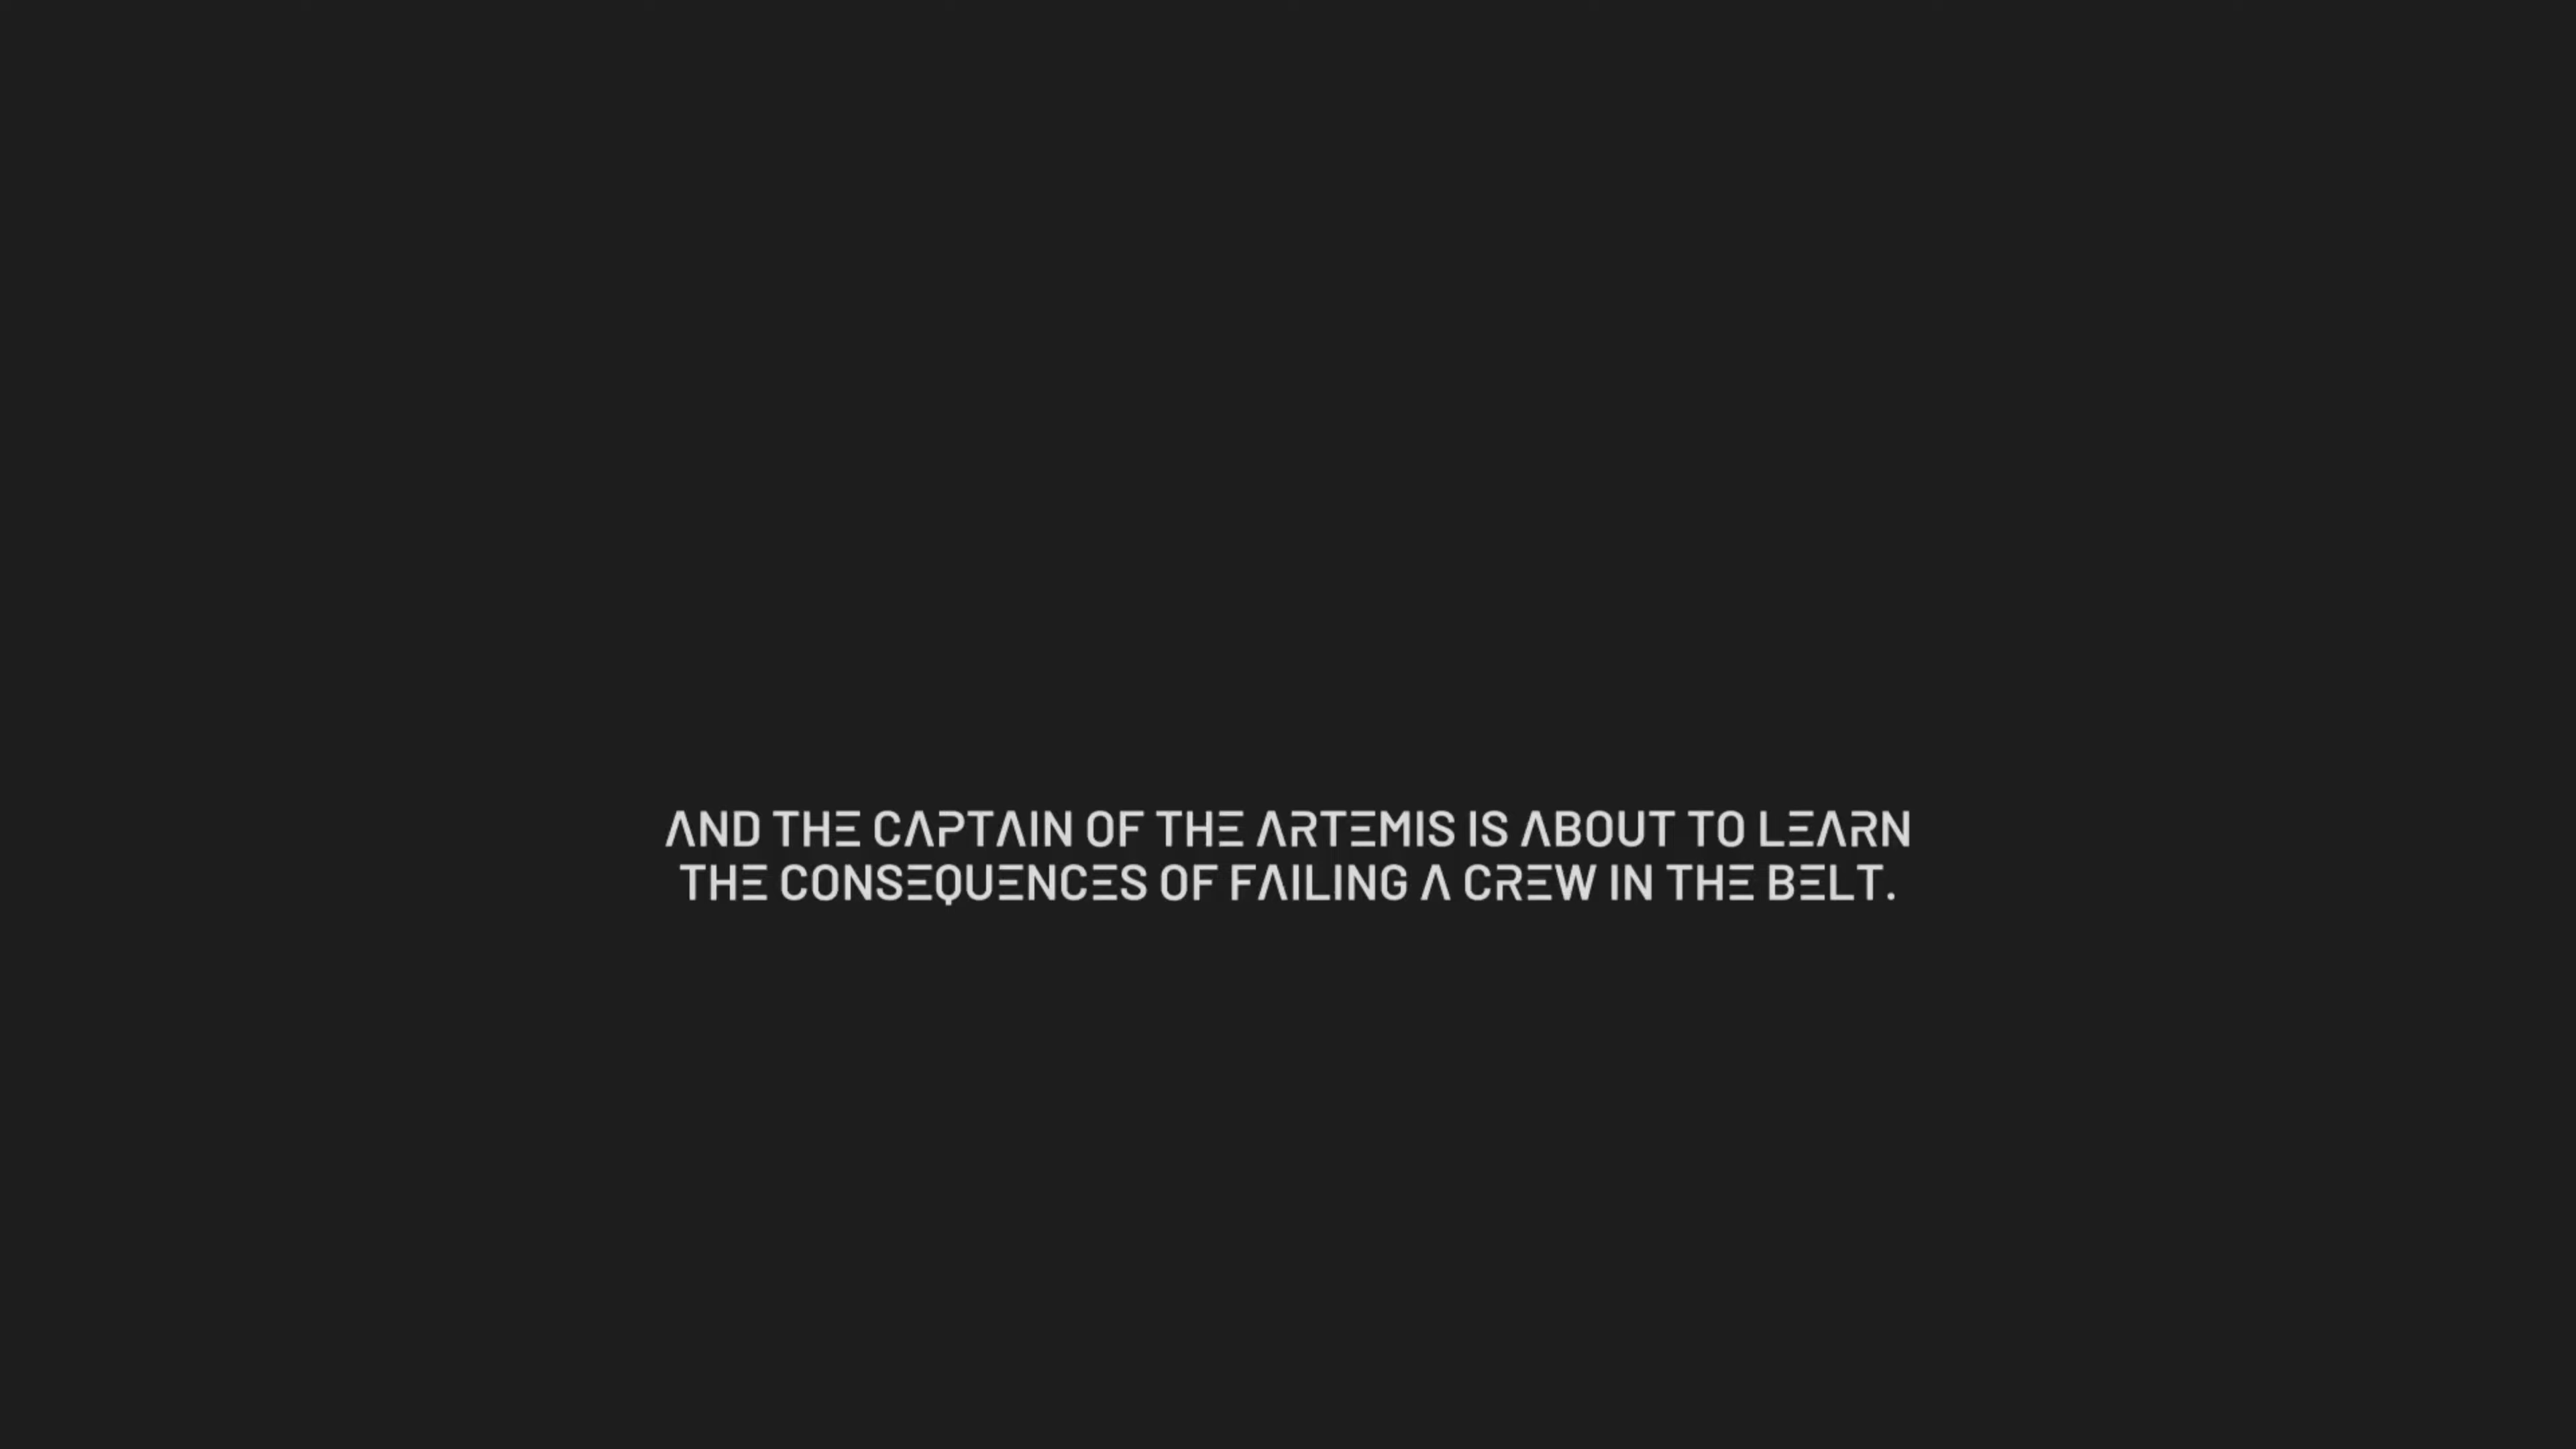 AND THE CAPTAIN OF THE ARTEMIS IS ABOUT TO LEARN
THE CONSEQUENCES OF FAILING A CREW IN THE BELT.